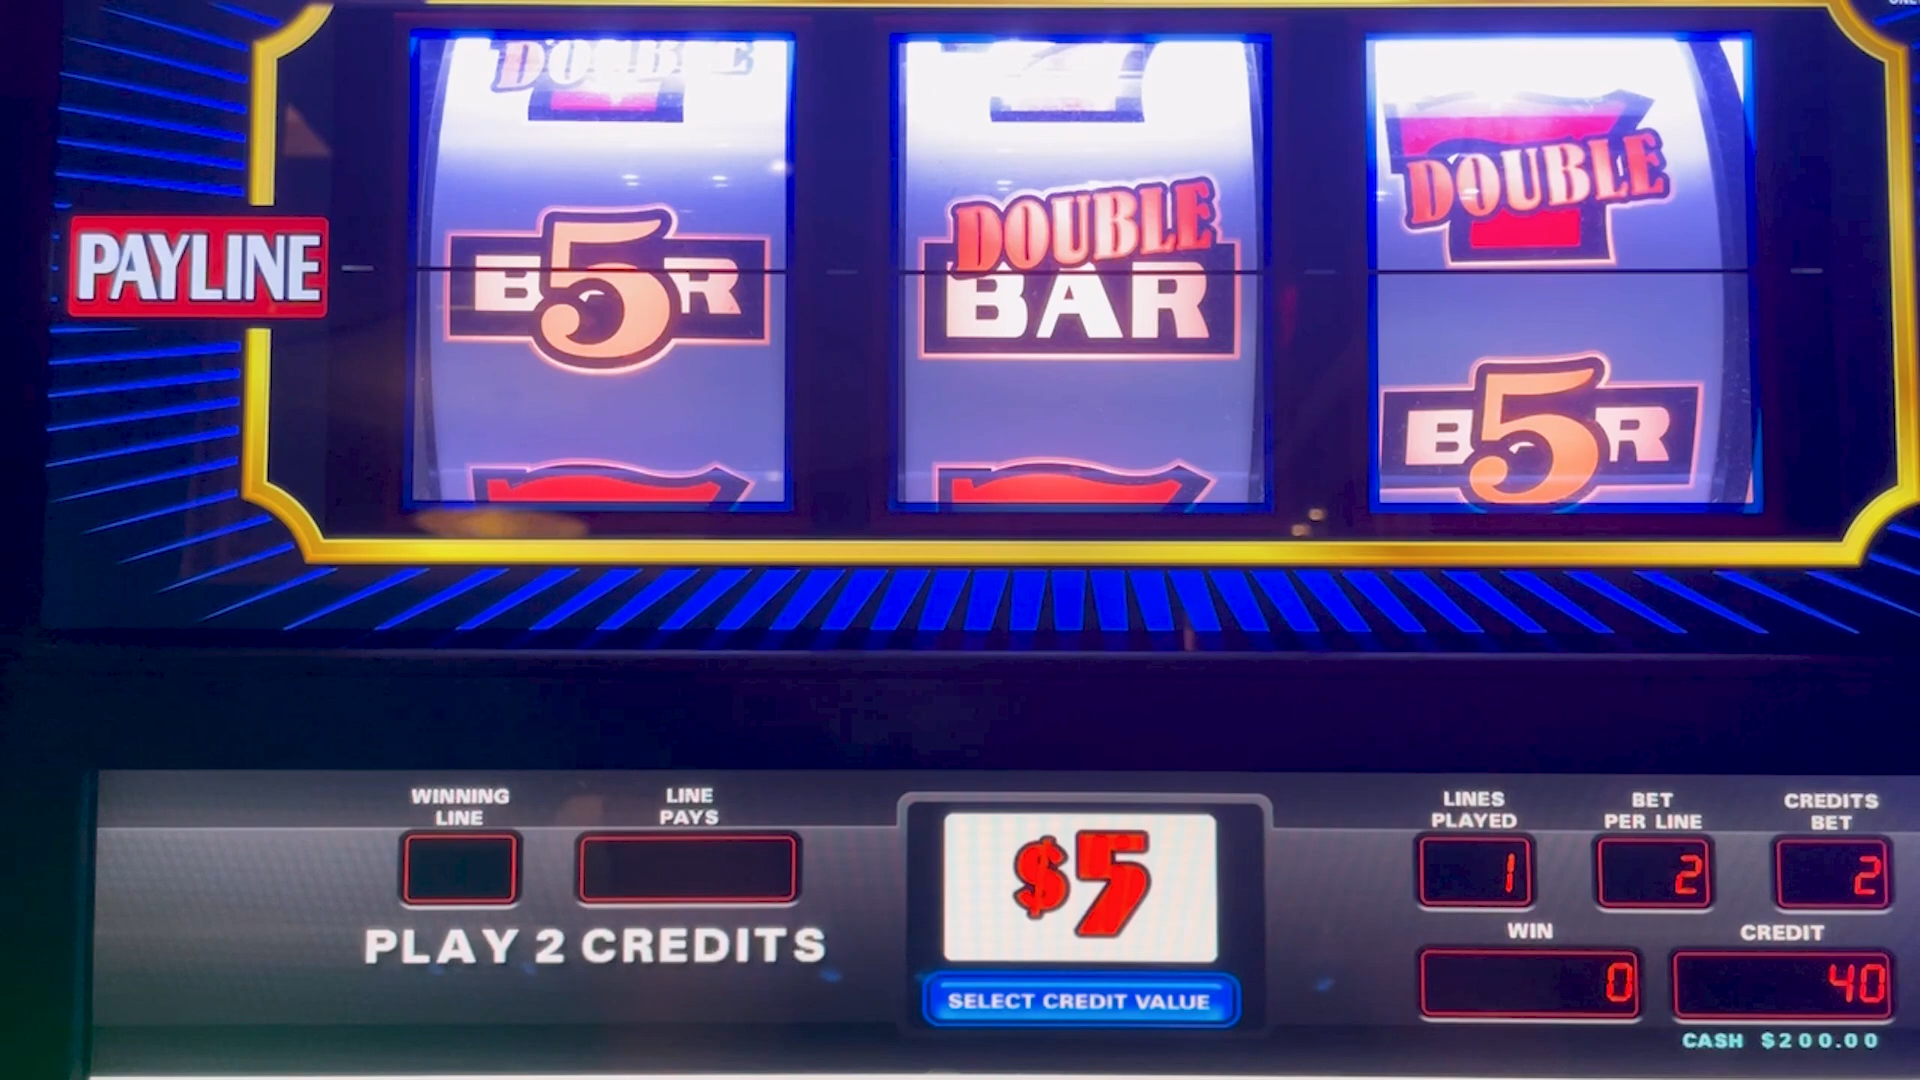 DOUBLE
DOUBLE
B5R
DOUBLE
BAR
PAYLINE
B5R
WINNING
LINE
LINE
PAYS
PLAY 2 CREDITS
$5
SELECT CREDIT VALUE
LINES
PLAYED
1
BET
PER LINE
2
CREDITS
BET
2
WIN
0
CREDIT
40
CASH $200.00